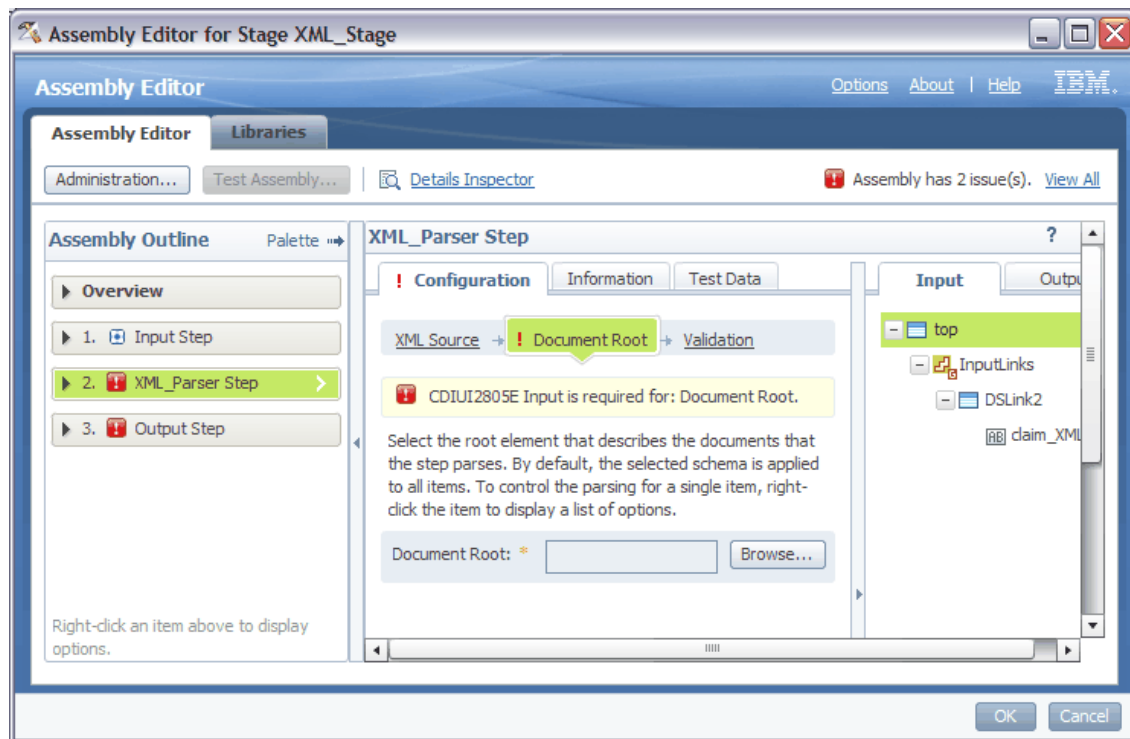 Assembly Editor for Stage XML_Stage
Assembly Editor
Options About | Help IBM.
Assembly Editor Libraries
Administration... Test Assembly... Details Inspector Assembly has 2 issue(s). View All
Assembly Outline Palette
XML_Parser Step ?
Overview
1. Input Step
2. XML_Parser Step
3. Output Step
Right-click an item above to display
options.
! Configuration Information Test Data
XML Source ! Document Root Validation
CDIUI2805E Input is required for: Document Root.
Select the root element that describes the documents that
the step parses. By default, the selected schema is applied
to all items. To control the parsing for a single item, right-
click the item to display a list of options.
Document Root: * Browse...
Input Outpu
top
InputLinks
DSLink2
claim_XML
OK Cancel